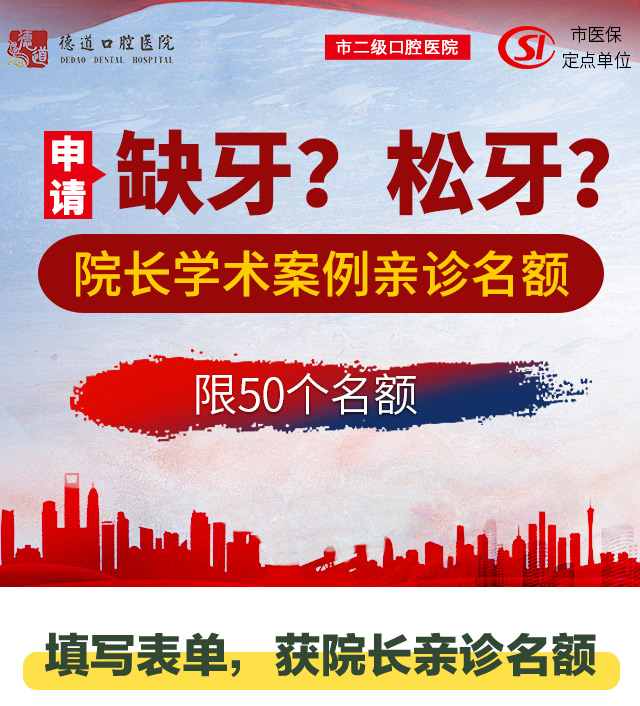 德道
德道口腔医院
DEDAO DENTAL HOSPITAL
市二级口腔医院
市医保
定点单位
申请
缺牙？松牙？
院长学术案例亲诊名额
限50个名额
填写表单，获院长亲诊名额